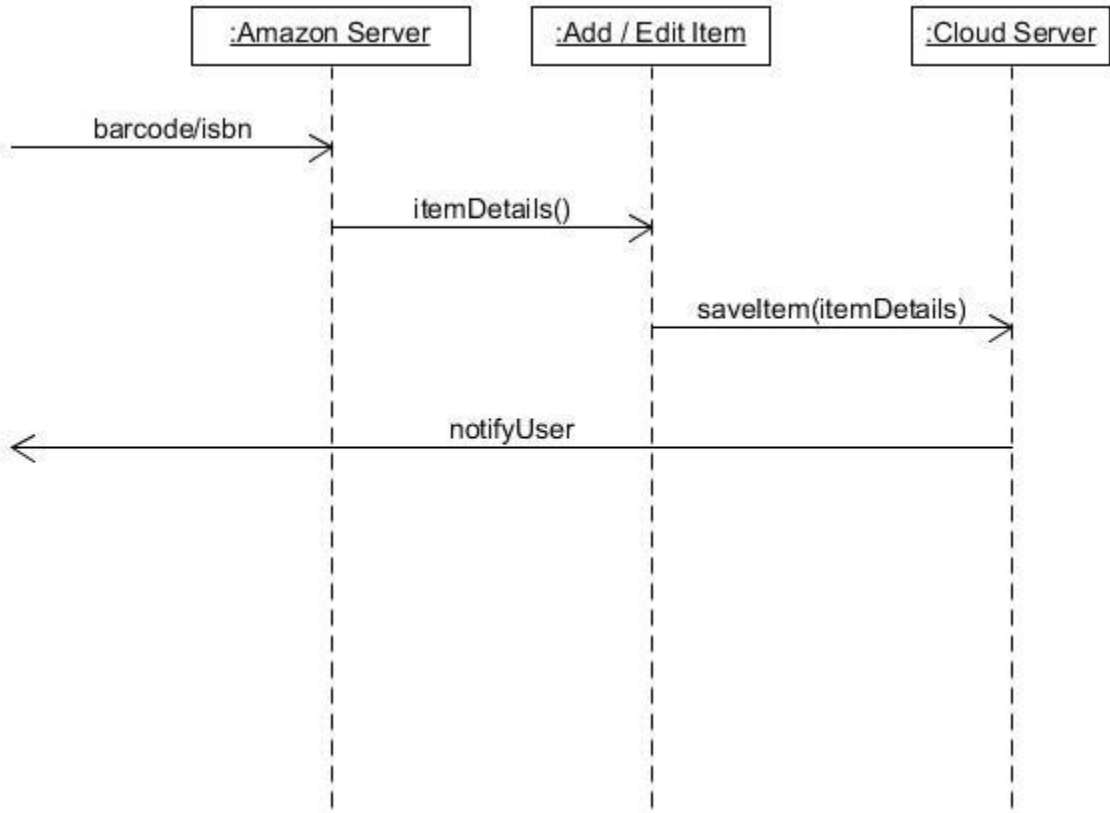 :Amazon Server
:Add / Edit Item
:Cloud Server
barcode/isbn
itemDetails()
saveItem(itemDetails)
notifyUser